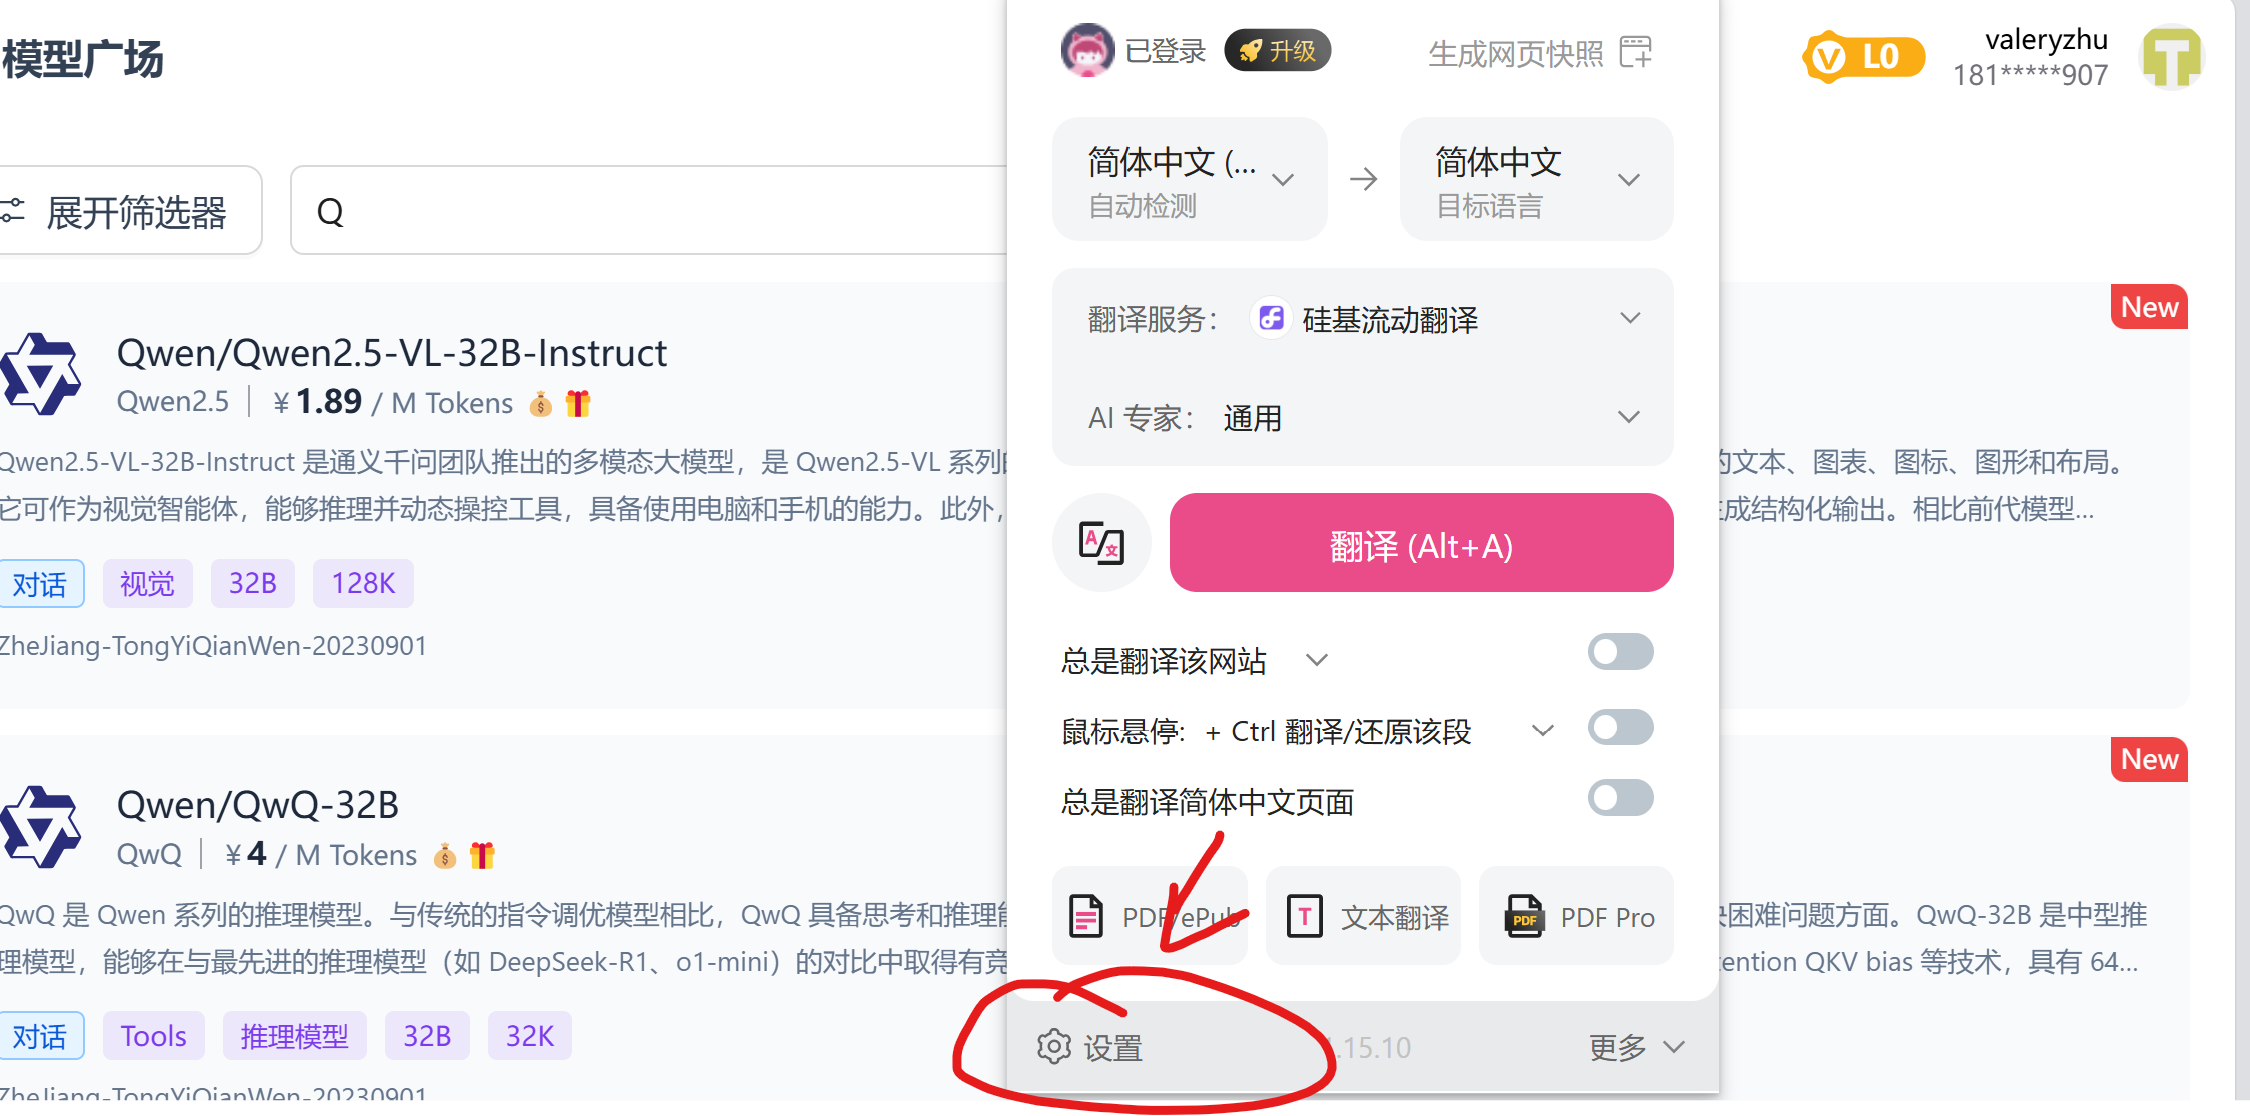 模型广场
已登录
升级
生成网页快照
L0
valeryzhu
181*****907
展开筛选器
Q
简体中文 (...
自动检测
简体中文
目标语言
翻译服务：
硅基流动翻译
AI 专家：
通用
翻译 (Alt+A)
总是翻译该网站
鼠标悬停: + Ctrl 翻译/还原该段
总是翻译简体中文页面
PDF/ePub
文本翻译
PDF Pro
设置
.15.10
更多
New
Qwen/Qwen2.5-VL-32B-Instruct
Qwen2.5
¥ 1.89 / M Tokens
Qwen2.5-VL-32B-Instruct 是通义千问团队推出的多模态大模型，是 Qwen2.5-VL 系列
的文本、图表、图标、图形和布局。
它可作为视觉智能体，能够推理并动态操控工具，具备使用电脑和手机的能力。此外，
成结构化输出。相比前代模型...
对话
视觉
32B
128K
ZheJiang-TongYiQianWen-20230901
New
Qwen/QwQ-32B
QwQ
¥ 4 / M Tokens
QwQ 是 Qwen 系列的推理模型。与传统的指令调优模型相比，QwQ 具备思考和推理能
困难问题方面。QwQ-32B 是中型推
理模型，能够在与最先进的推理模型（如 DeepSeek-R1、o1-mini）的对比中取得有竞
tention QKV bias 等技术，具有 64...
对话
Tools
推理模型
32B
32K
ZheJiang-TongYiQianWen-20230901